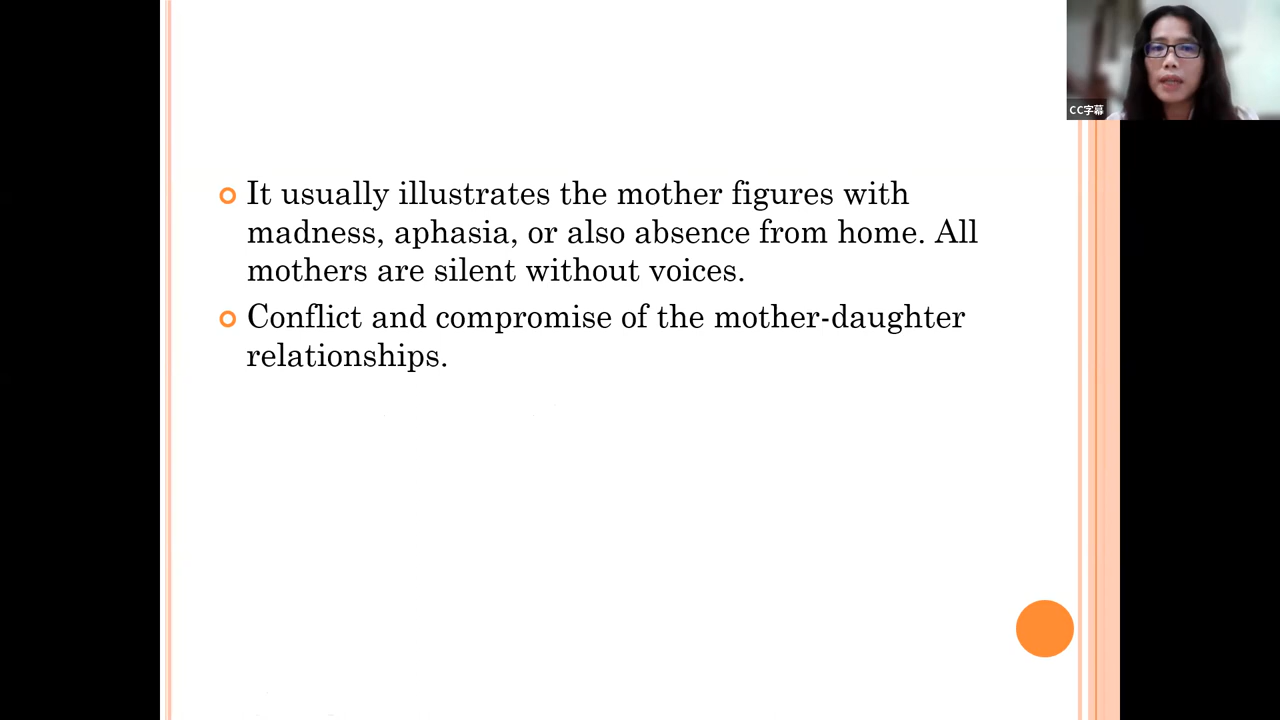 CC字幕
It usually illustrates the mother figures with
madness, aphasia, or also absence from home. All
mothers are silent without voices.
Conflict and compromise of the mother-daughter
relationships.